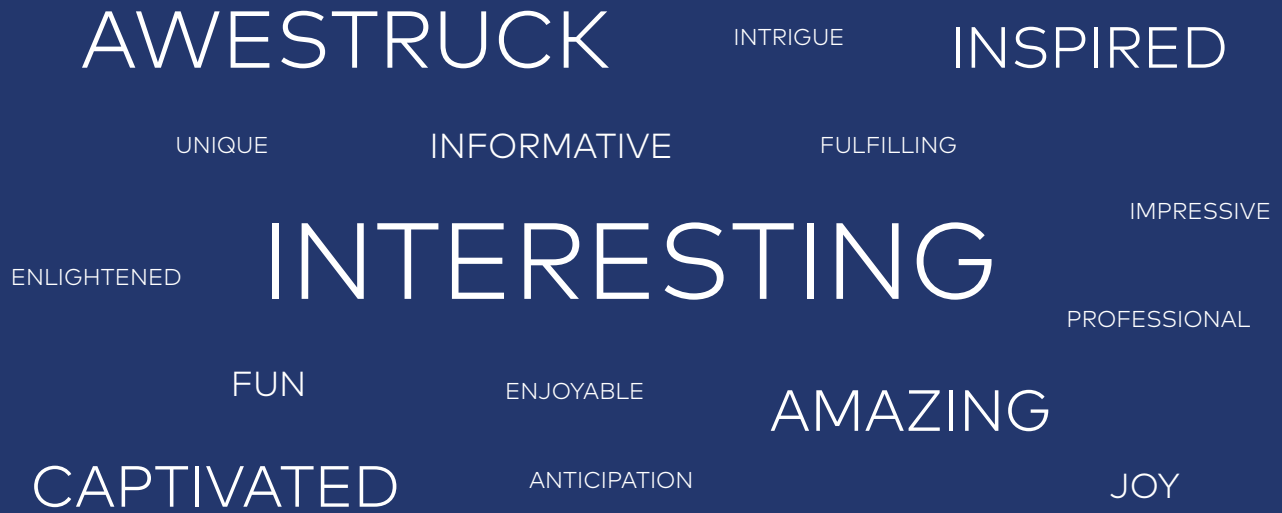 AWESTRUCK
INTRIGUE
INSPIRED
UNIQUE
INFORMATIVE
FULFILLING
IMPRESSIVE
INTERESTING
ENLIGHTENED
PROFESSIONAL
FUN
ENJOYABLE
AMAZING
CAPTIVATED
ANTICIPATION
JOY